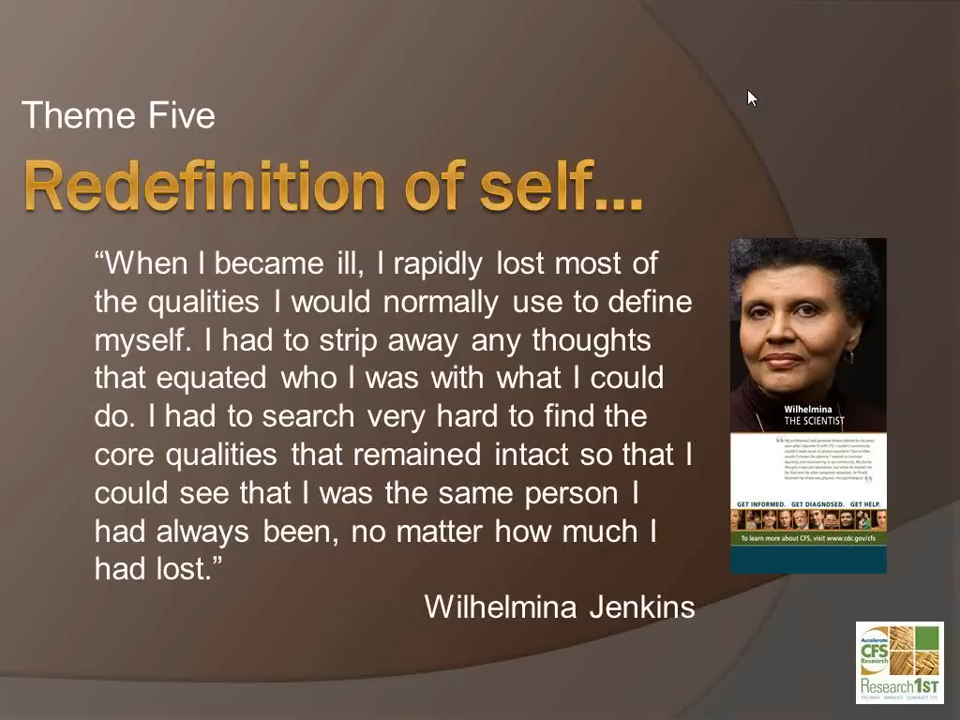 Theme Five
Redefinition of self...
“When I became ill, I rapidly lost most of
the qualities I would normally use to define
myself. I had to strip away any thoughts
that equated who I was with what I could
do. I had to search very hard to find the
core qualities that remained intact so that I
could see that I was the same person I
had always been, no matter how much I
had lost.”
Wilhelmina Jenkins
Wilhelmina
THE SCIENTIST
GET INFORMED. GET DIAGNOSED. GET HELP.
To learn more about CFS, visit www.cdc.gov/cfs
Accelerate
CFS
Research
Research1ST